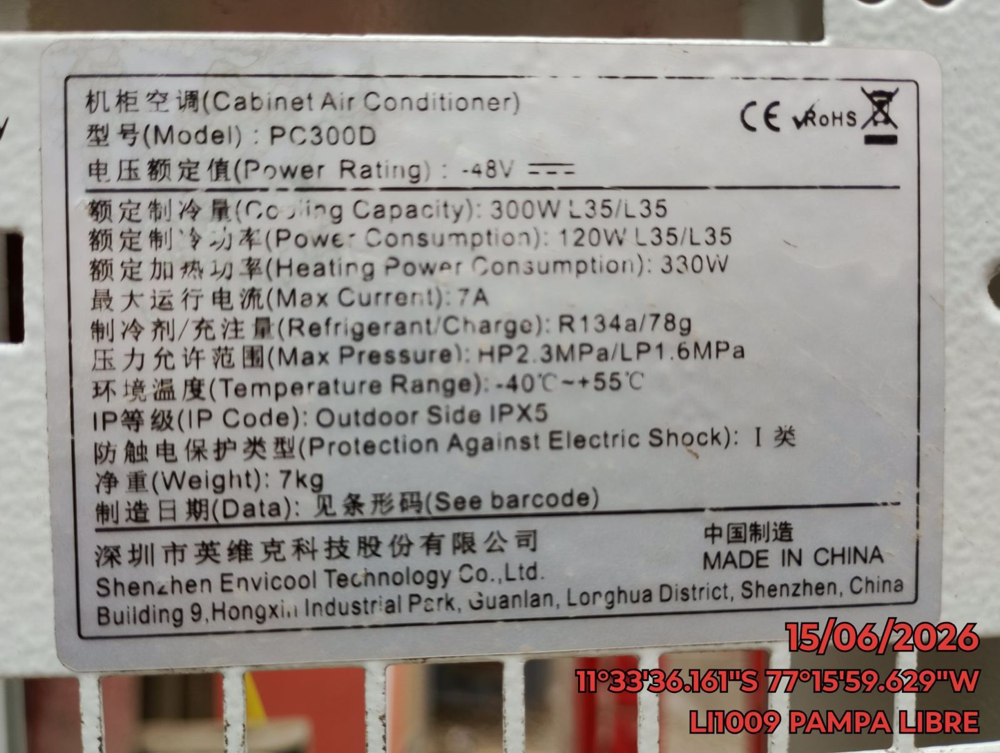 机柜空调(Cabinet Air Conditioner)
CE RoHS
型号(Model) : PC300D
电压额定值(Power Rating) : -48V
额定制冷量(Cooling Capacity): 300W L35/L35
额定制冷功率(Power Consumption): 120W L35/L35
额定加热功率(Heating Power Consumption): 330W
最大运行电流(Max Current): 7A
制冷剂/充注量(Refrigerant/Charge): R134a/78g
压力允许范围(Max Pressure): HP2.3MPa/LP1.6MPa
环境温度(Temperature Range): -40℃~+55℃
IP等级(IP Code): Outdoor Side IPX5
防触电保护类型(Protection Against Electric Shock): I 类
净重(Weight): 7kg
制造日期(Data): 见条形码(See barcode)
深圳市英维克科技股份有限公司
中国制造
MADE IN CHINA
Shenzhen Envicool Technology Co.,Ltd.
Building 9,Hongxin Industrial Park, Guanlan, Longhua District, Shenzhen, China
15/06/2026
11°33'36.161"S 77°15'59.629"W
LI1009 PAMPA LIBRE